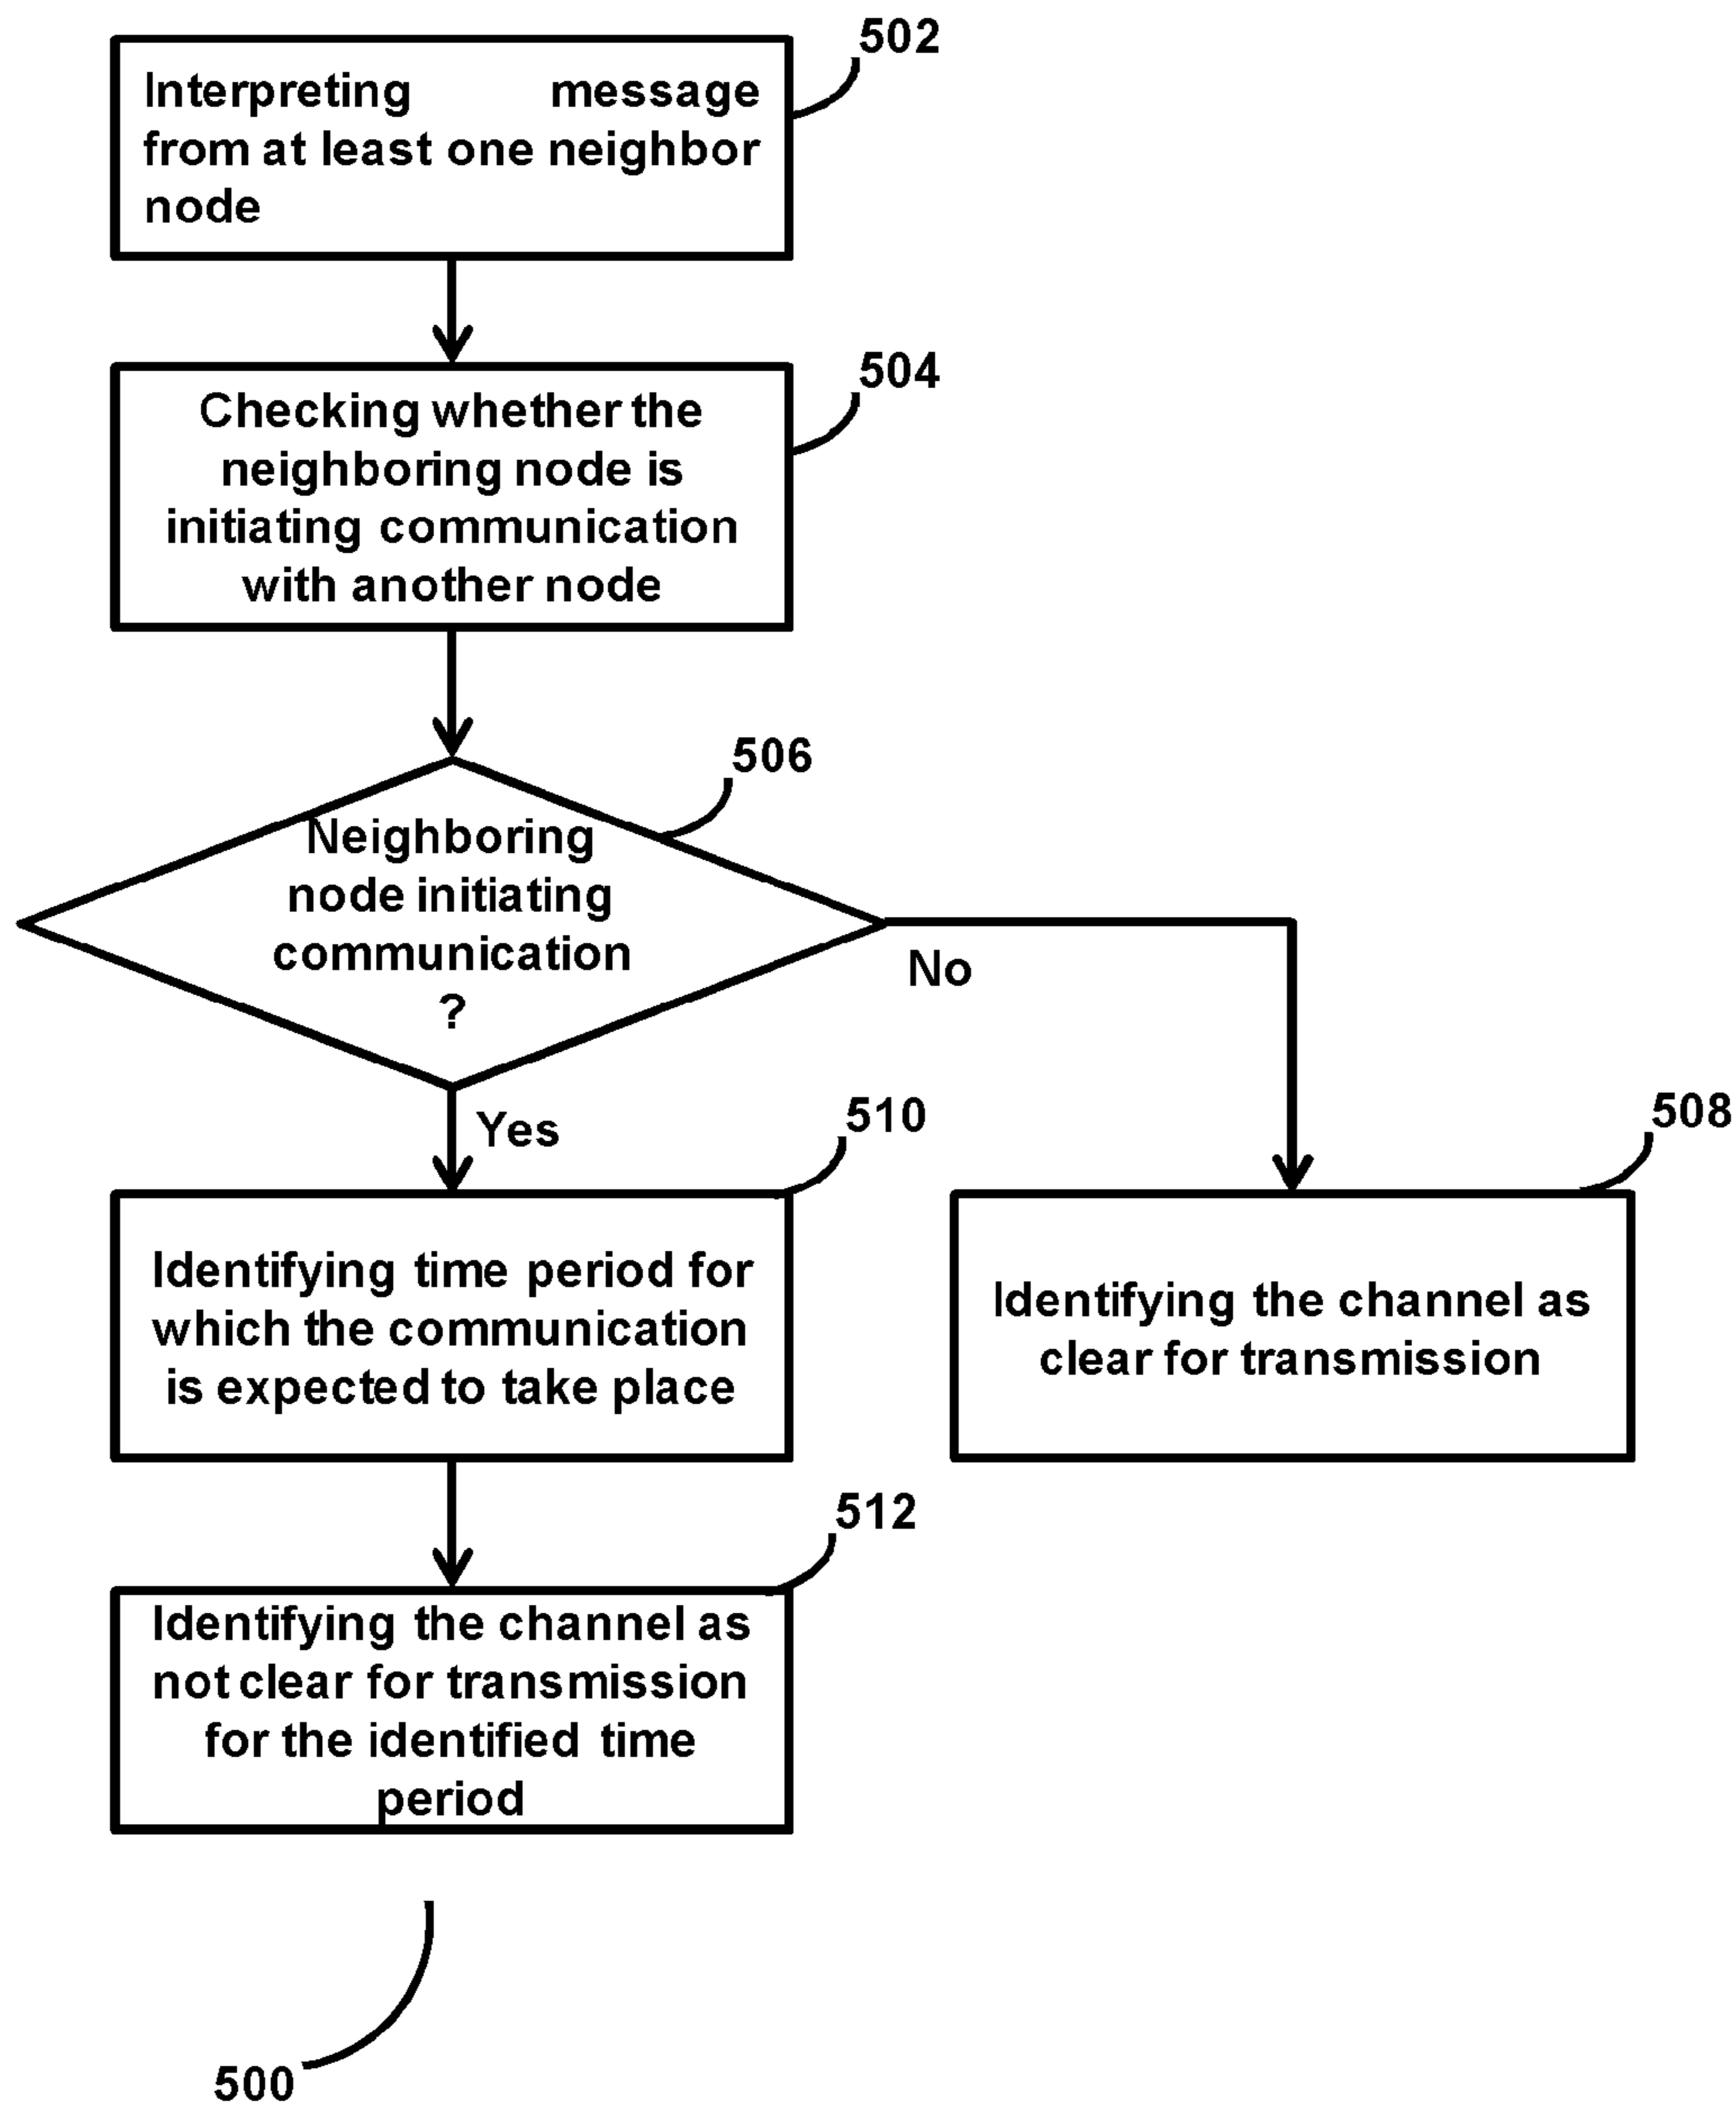 502
Interpreting message
from at least one neighbor
node
504
Checking whether the
neighboring node is
initiating communication
with another node
506
Neighboring
node initiating
communication
?
No
Yes
510
508
Identifying time period for
which the communication
is expected to take place
Identifying the channel as
clear for transmission
512
Identifying the channel as
not clear for transmission
for the identified time
period
500